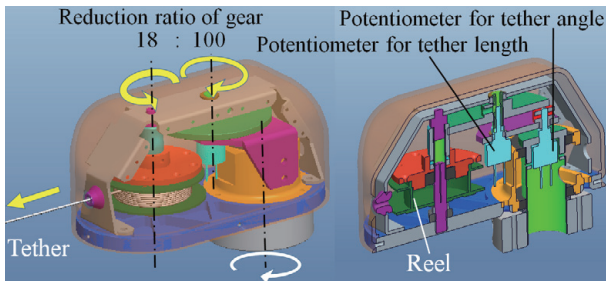 Reduction ratio of gear
18 : 100
Potentiometer for tether angle
Potentiometer for tether length
Tether
Reel